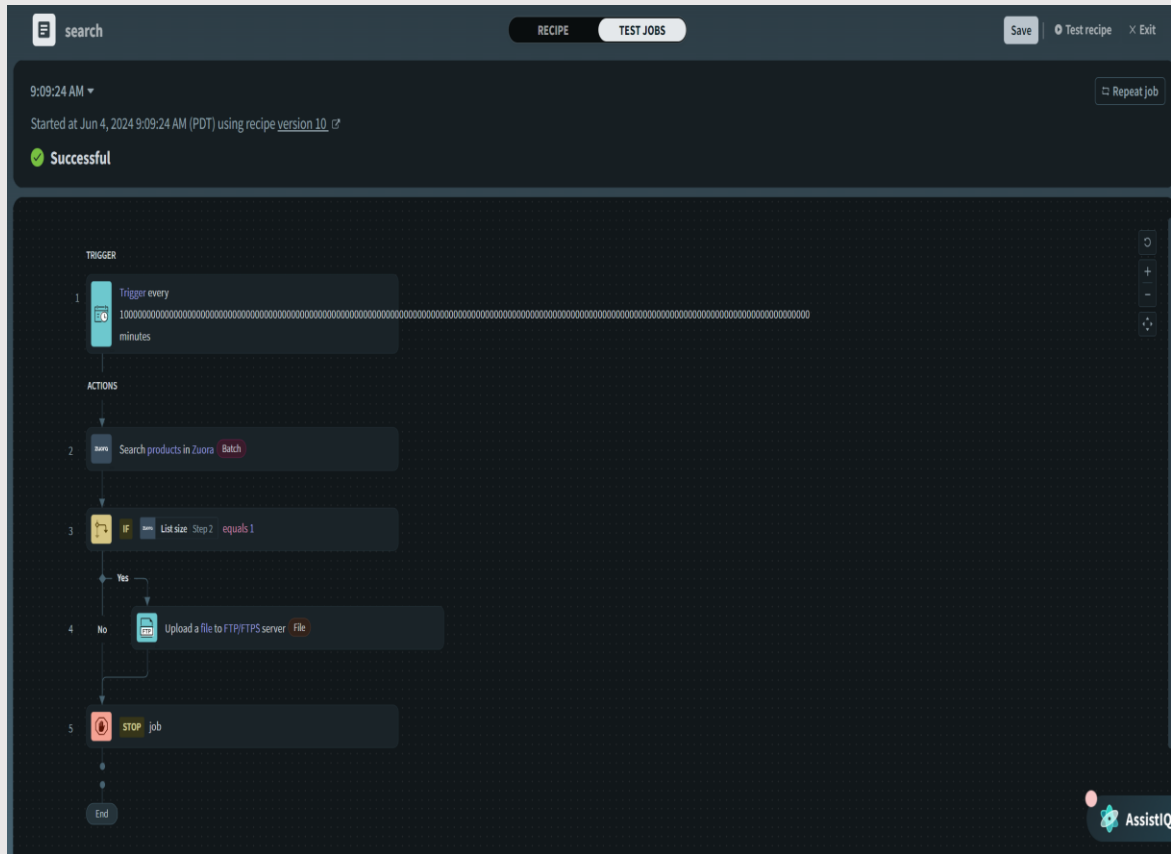 search
RECIPE TEST JOBS
Save Test recipe Exit
9:09:24 AM
Repeat job
Started at Jun 4, 2024 9:09:24 AM (PDT) using recipe version 10
Successful
TRIGGER
1
Trigger every
minutes
ACTIONS
2 zuora Search products in Zuora Batch
3 IF zuora List size Step 2 equals 1
Yes
4 No FTP Upload a file to FTP/FTPS server File
5 STOP job
End
AssistIQ